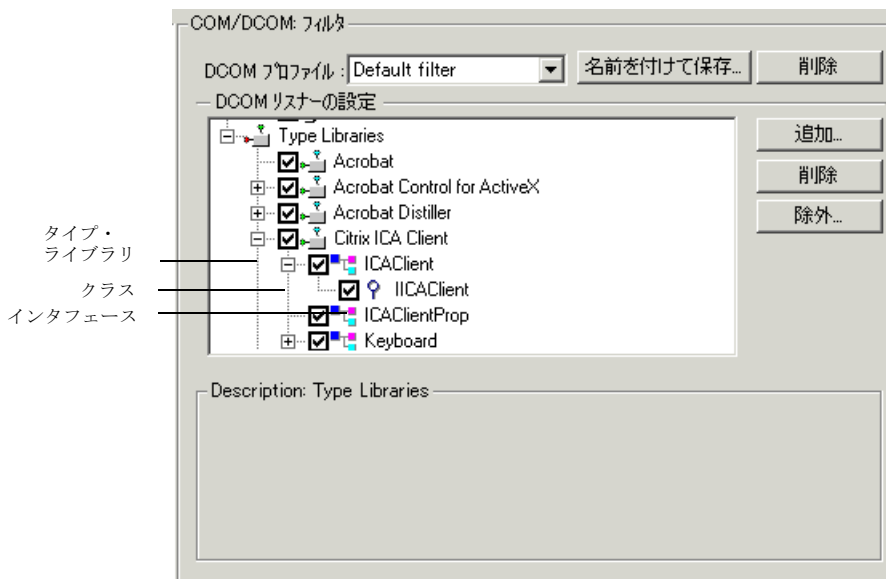 COM/DCOM: フィルタ
DCOM プロファイル : Default filter 名前を付けて保存... 削除
DCOM リスナーの設定
Type Libraries 追加...
Acrobat
Acrobat Control for ActiveX 削除
Acrobat Distiller 除外...
Citrix ICA Client
タイプ・
ライブラリ
ICAClient
クラス
IICAClient
インタフェース
ICAClientProp
Keyboard
Description: Type Libraries